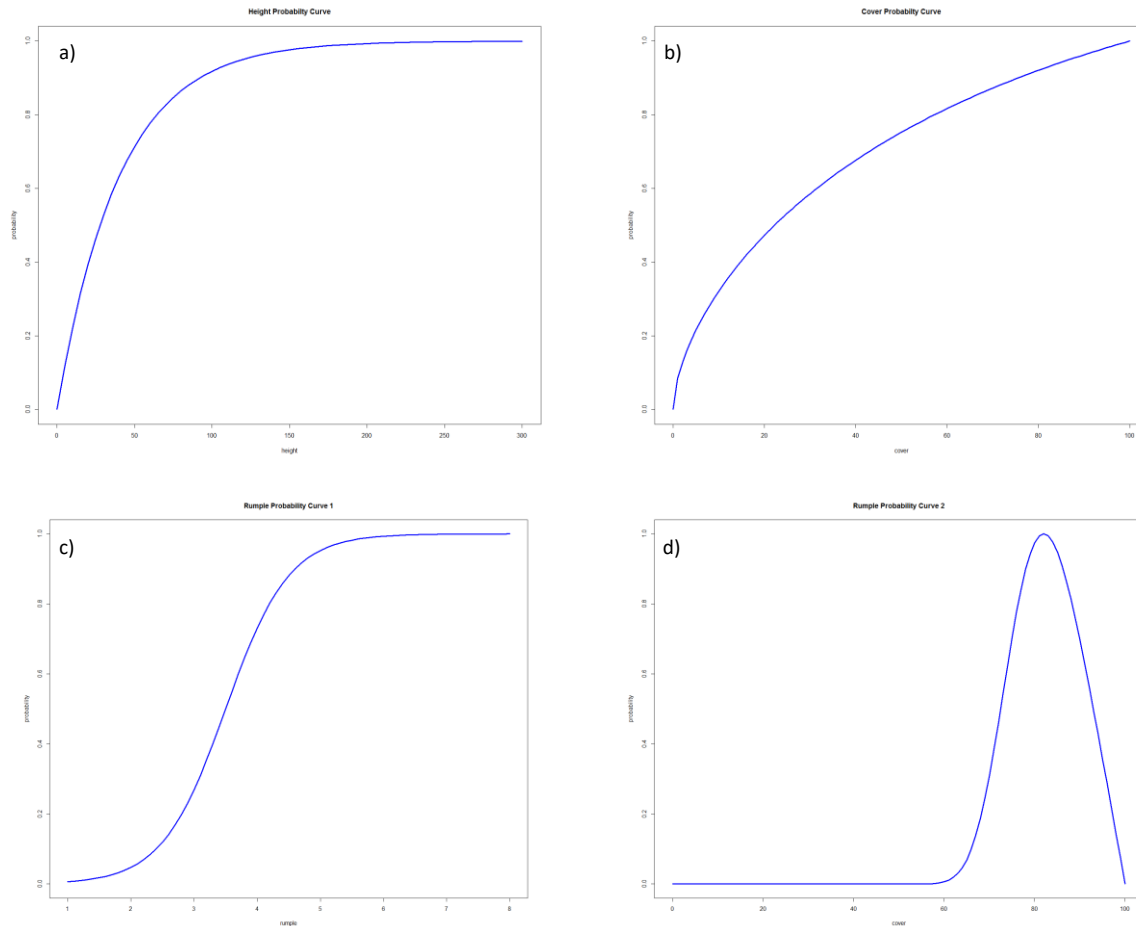 Height Probabilty Curve
a)
1.0
0.8
0.6
0.4
0.2
0.0
probability
0 50 100 150 200 250 300
height
Cover Probabilty Curve
b)
1.0
0.8
0.6
0.4
0.2
0.0
probability
0 20 40 60 80 100
cover
Rumple Probability Curve 1
c)
1.0
0.8
0.6
0.4
0.2
0.0
probability
1 2 3 4 5 6 7 8
rumple
Rumple Probability Curve 2
d)
1.0
0.8
0.6
0.4
0.2
0.0
probability
0 20 40 60 80 100
cover